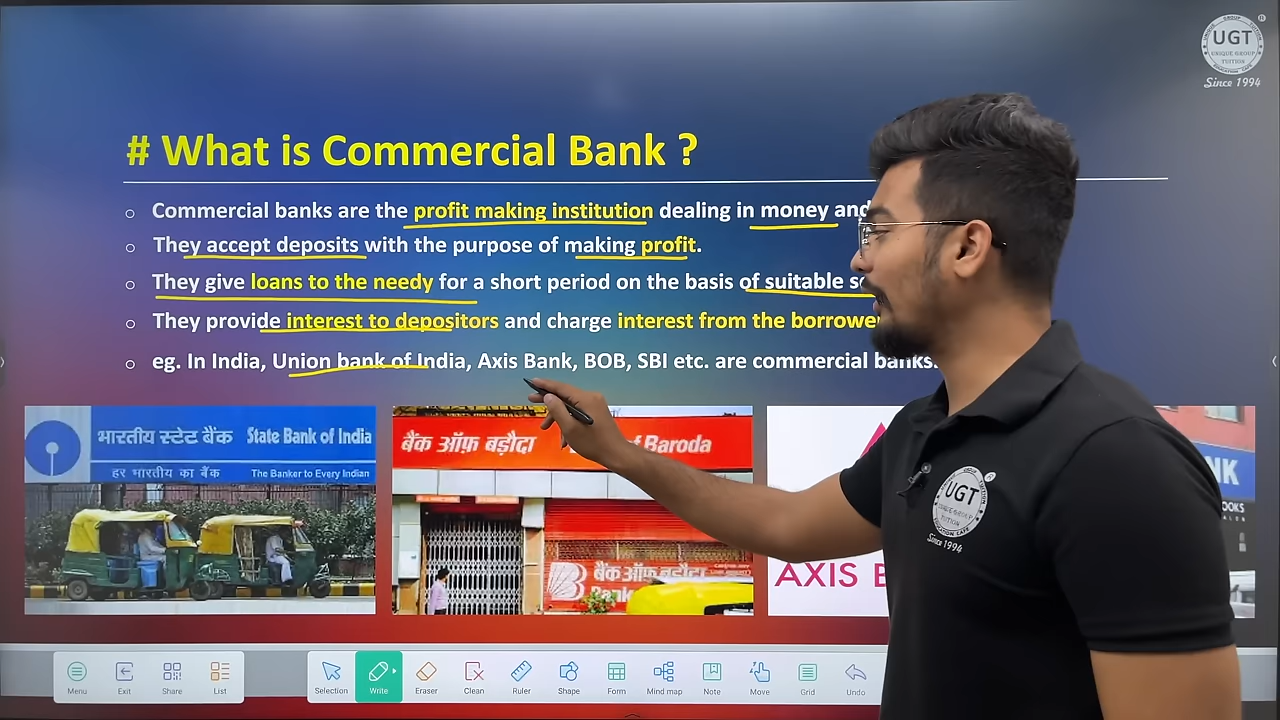 UGT
UNIQUE GROUP TUITION
Since 1994
# What is Commercial Bank ?
Commercial banks are the profit making institution dealing in money and
They accept deposits with the purpose of making profit.
They give loans to the needy for a short period on the basis of suitable
They provide interest to depositors and charge interest from the
eg. In India, Union bank of India, Axis Bank, BOB, SBI etc. are commercial banks.
भारतीय स्टेट बैंक State Bank of India
हर भारतीय का बैंक The Banker to Every Indian
बैंक ऑफ़ बड़ौदा of Baroda
बैंक ऑफ़ बड़ौदा
AXIS
UGT
Since 1994
Menu Exit Share List Selection Write Eraser Clean Ruler Shape Form Mind map Note Move Grid Undo